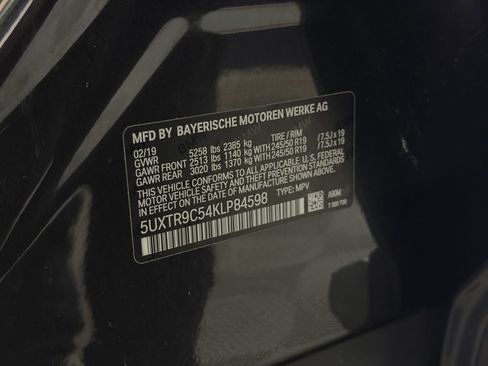 MFD BY BAYERISCHE MOTOREN WERKE AG
02/19 5258 lbs 2385 kg TIRE / RIM
GVWR
GAWR FRONT 2513 lbs 1140 kg WITH 245/50 R19 /7.5J x 19
GAWR REAR 3020 lbs 1370 kg WITH 245/50 R19 /7.5J x 19
THIS VEHICLE CONFORMS TO ALL APPLICABLE U.S. FEDERAL
MOTOR VEHICLE SAFETY STANDARDS IN EFFECT ON THE
DATE OF MANUFACTURE SHOWN ABOVE.
5UXTR9C54KLP84598 TYPE: MPV